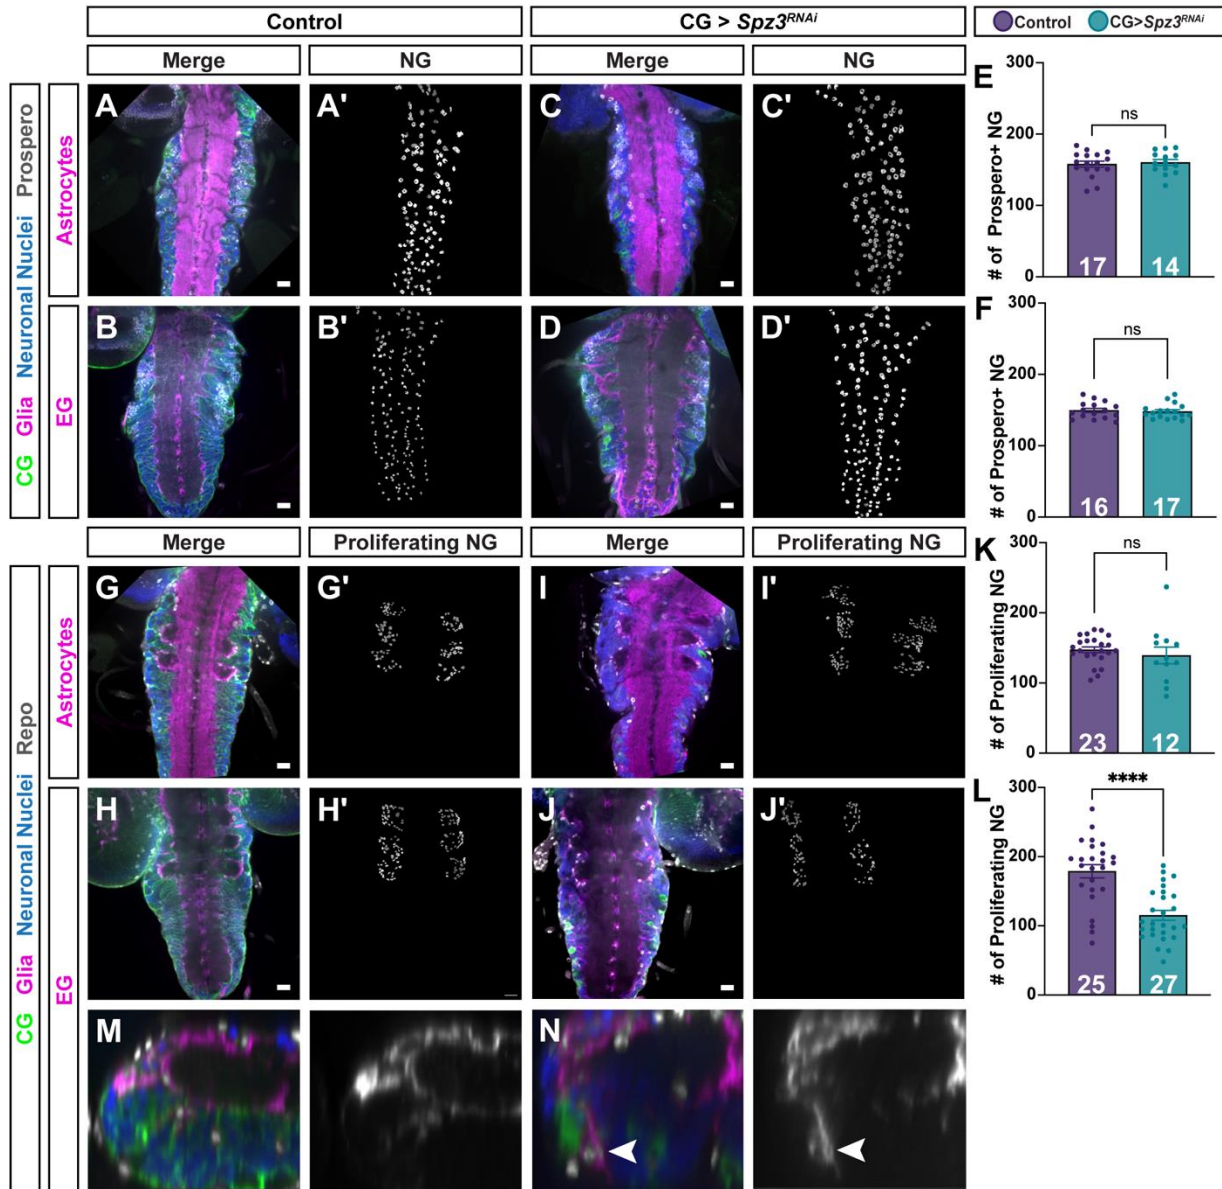 Control
CG > Spz3RNAi
Control
CG>Spz3RNAi
Merge
NG
Merge
NG
CG Glia Neuronal Nuclei Prospero
Astrocytes
EG
A
A'
C
C'
E
300
200
100
0
# of Prospero+ NG
ns
17
14
B
B'
D
D'
F
300
200
100
0
# of Prospero+ NG
ns
16
17
Merge
Proliferating NG
Merge
Proliferating NG
CG Glia Neuronal Nuclei Repo
Astrocytes
EG
G
G'
I
I'
K
300
200
100
0
# of Proliferating NG
ns
23
12
H
H'
J
J'
L
300
200
100
0
# of Proliferating NG
****
25
27
M
N